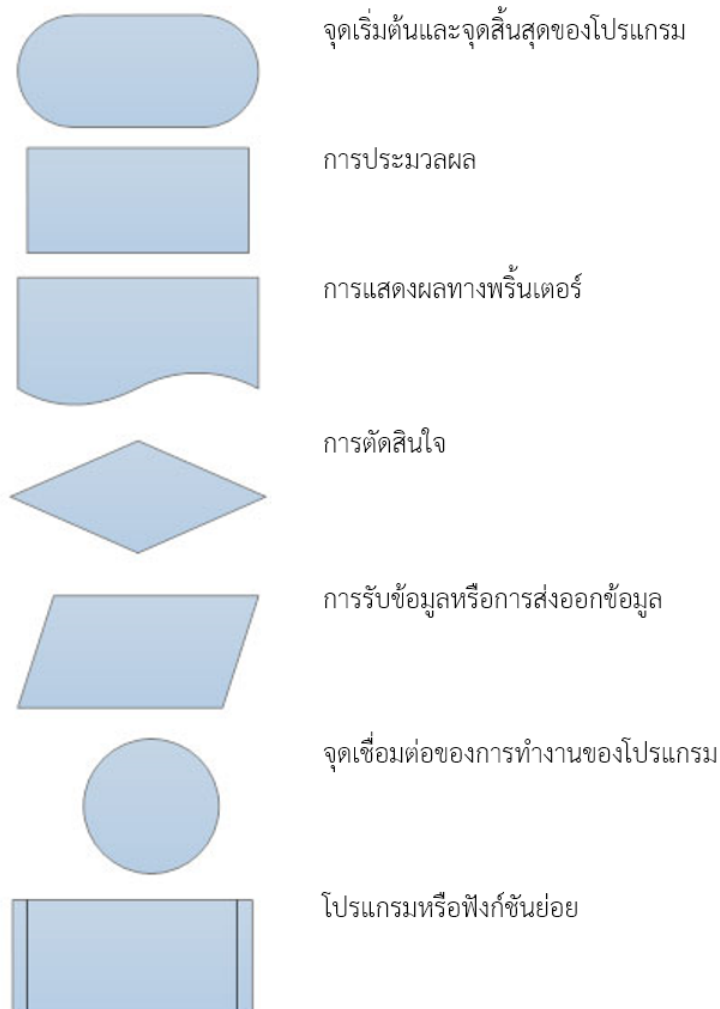 จุดเริ่มต้นและจุดสิ้นสุดของโปรแกรม
การประมวลผล
การแสดงผลทางพริ้นเตอร์
การตัดสินใจ
การรับข้อมูลหรือการส่งออกข้อมูล
จุดเชื่อมต่อของการทำงานของโปรแกรม
โปรแกรมหรือฟังก์ชันย่อย